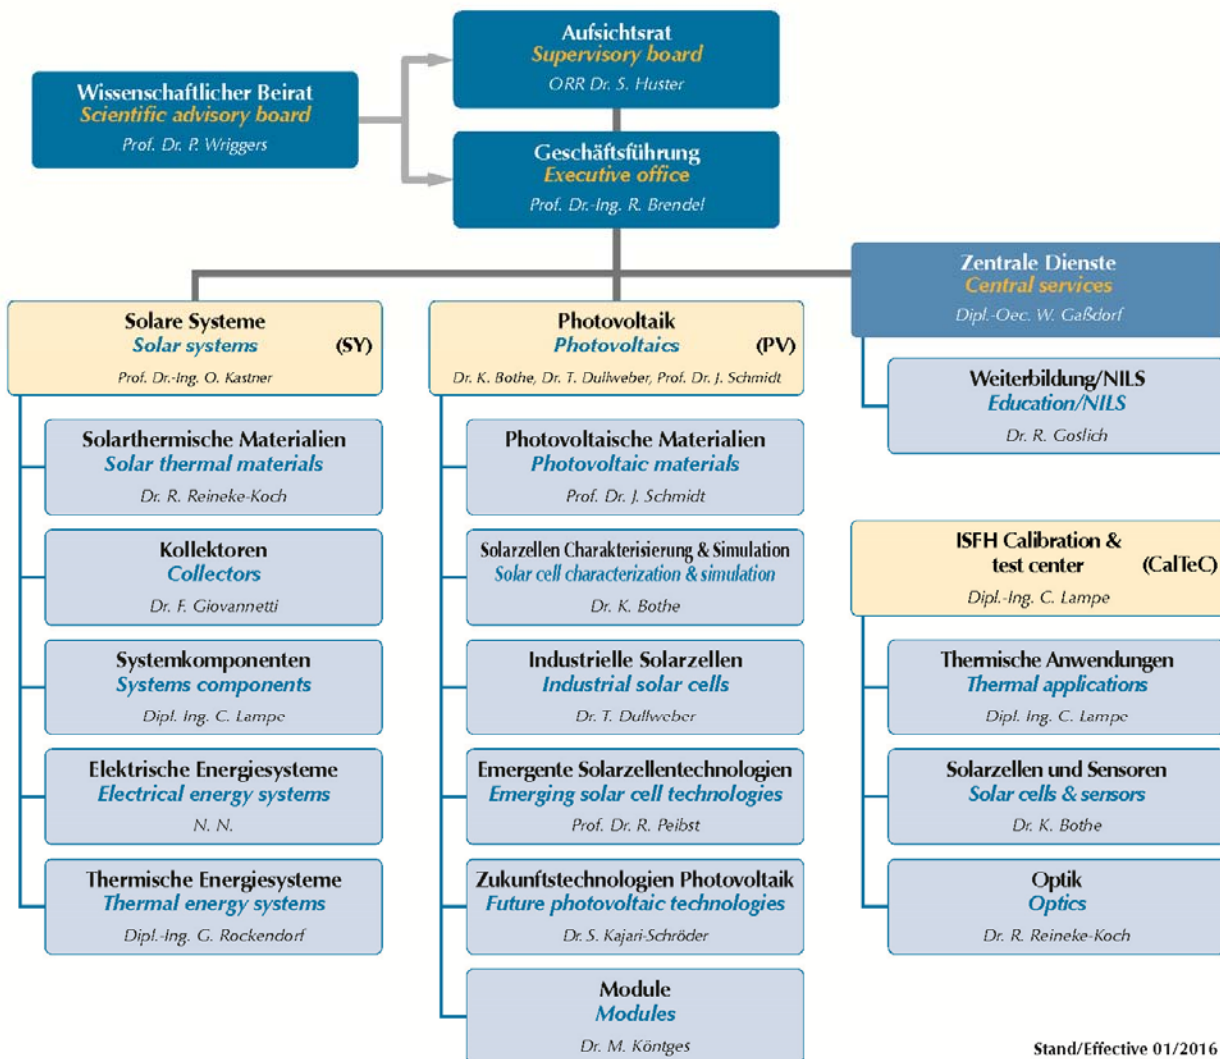 Aufsichtsrat
Supervisory board
ORR Dr. S. Huster
Wissenschaftlicher Beirat
Scientific advisory board
Prof. Dr. P. Wriggers
Geschäftsführung
Executive office
Prof. Dr.-Ing. R. Brendel
Zentrale Dienste
Central services
Dipl.-Oec. W. Gaßdorf
Weiterbildung/NILS
Education/NILS
Dr. R. Goslich
Solare Systeme
Solar systems (SY)
Prof. Dr.-Ing. O. Kastner
Solarthermische Materialien
Solar thermal materials
Dr. R. Reineke-Koch
Kollektoren
Collectors
Dr. F. Giovannetti
Systemkomponenten
Systems components
Dipl. Ing. C. Lampe
Elektrische Energiesysteme
Electrical energy systems
N. N.
Thermische Energiesysteme
Thermal energy systems
Dipl.-Ing. G. Rockendorf
Photovoltaik
Photovoltaics (PV)
Dr. K. Bothe, Dr. T. Dullweber, Prof. Dr. J. Schmidt
Photovoltaische Materialien
Photovoltaic materials
Prof. Dr. J. Schmidt
Solarzellen Charakterisierung & Simulation
Solar cell characterization & simulation
Dr. K. Bothe
Industrielle Solarzellen
Industrial solar cells
Dr. T. Dullweber
Emergente Solarzellentechnologien
Emerging solar cell technologies
Prof. Dr. R. Peibst
Zukunftstechnologien Photovoltaik
Future photovoltaic technologies
Dr. S. Kajari-Schröder
Module
Modules
Dr. M. Köntges
ISFH Calibration &
test center (CalTeC)
Dipl.-Ing. C. Lampe
Thermische Anwendungen
Thermal applications
Dipl. Ing. C. Lampe
Solarzellen und Sensoren
Solar cells & sensors
Dr. K. Bothe
Optik
Optics
Dr. R. Reineke-Koch
Stand/Effective 01/2016